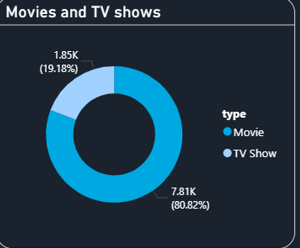 Movies and TV shows
1.85K
(19.18%)
type
Movie
TV Show
7.81K
(80.82%)